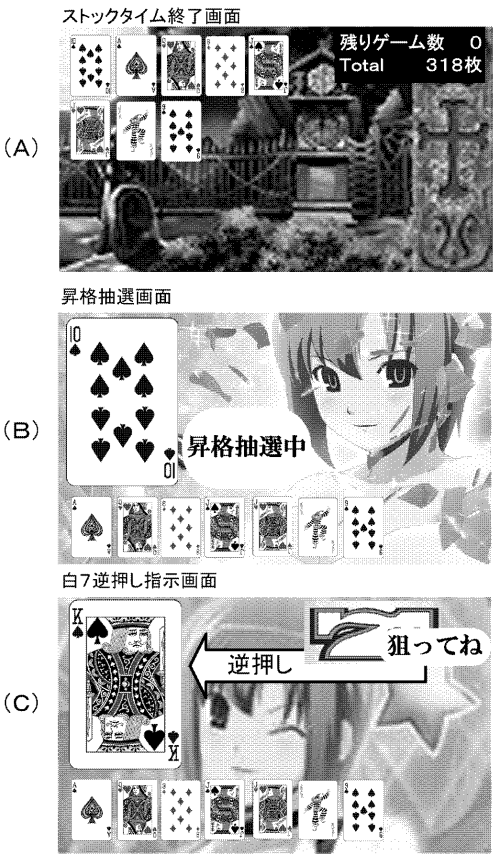 ストックタイム終了画面
(A)
残りゲーム数 0
Total 318枚
昇格抽選画面
(B)
10
昇格抽選中
10
白7逆押し指示画面
(C)
K
逆押し
狙ってね
K